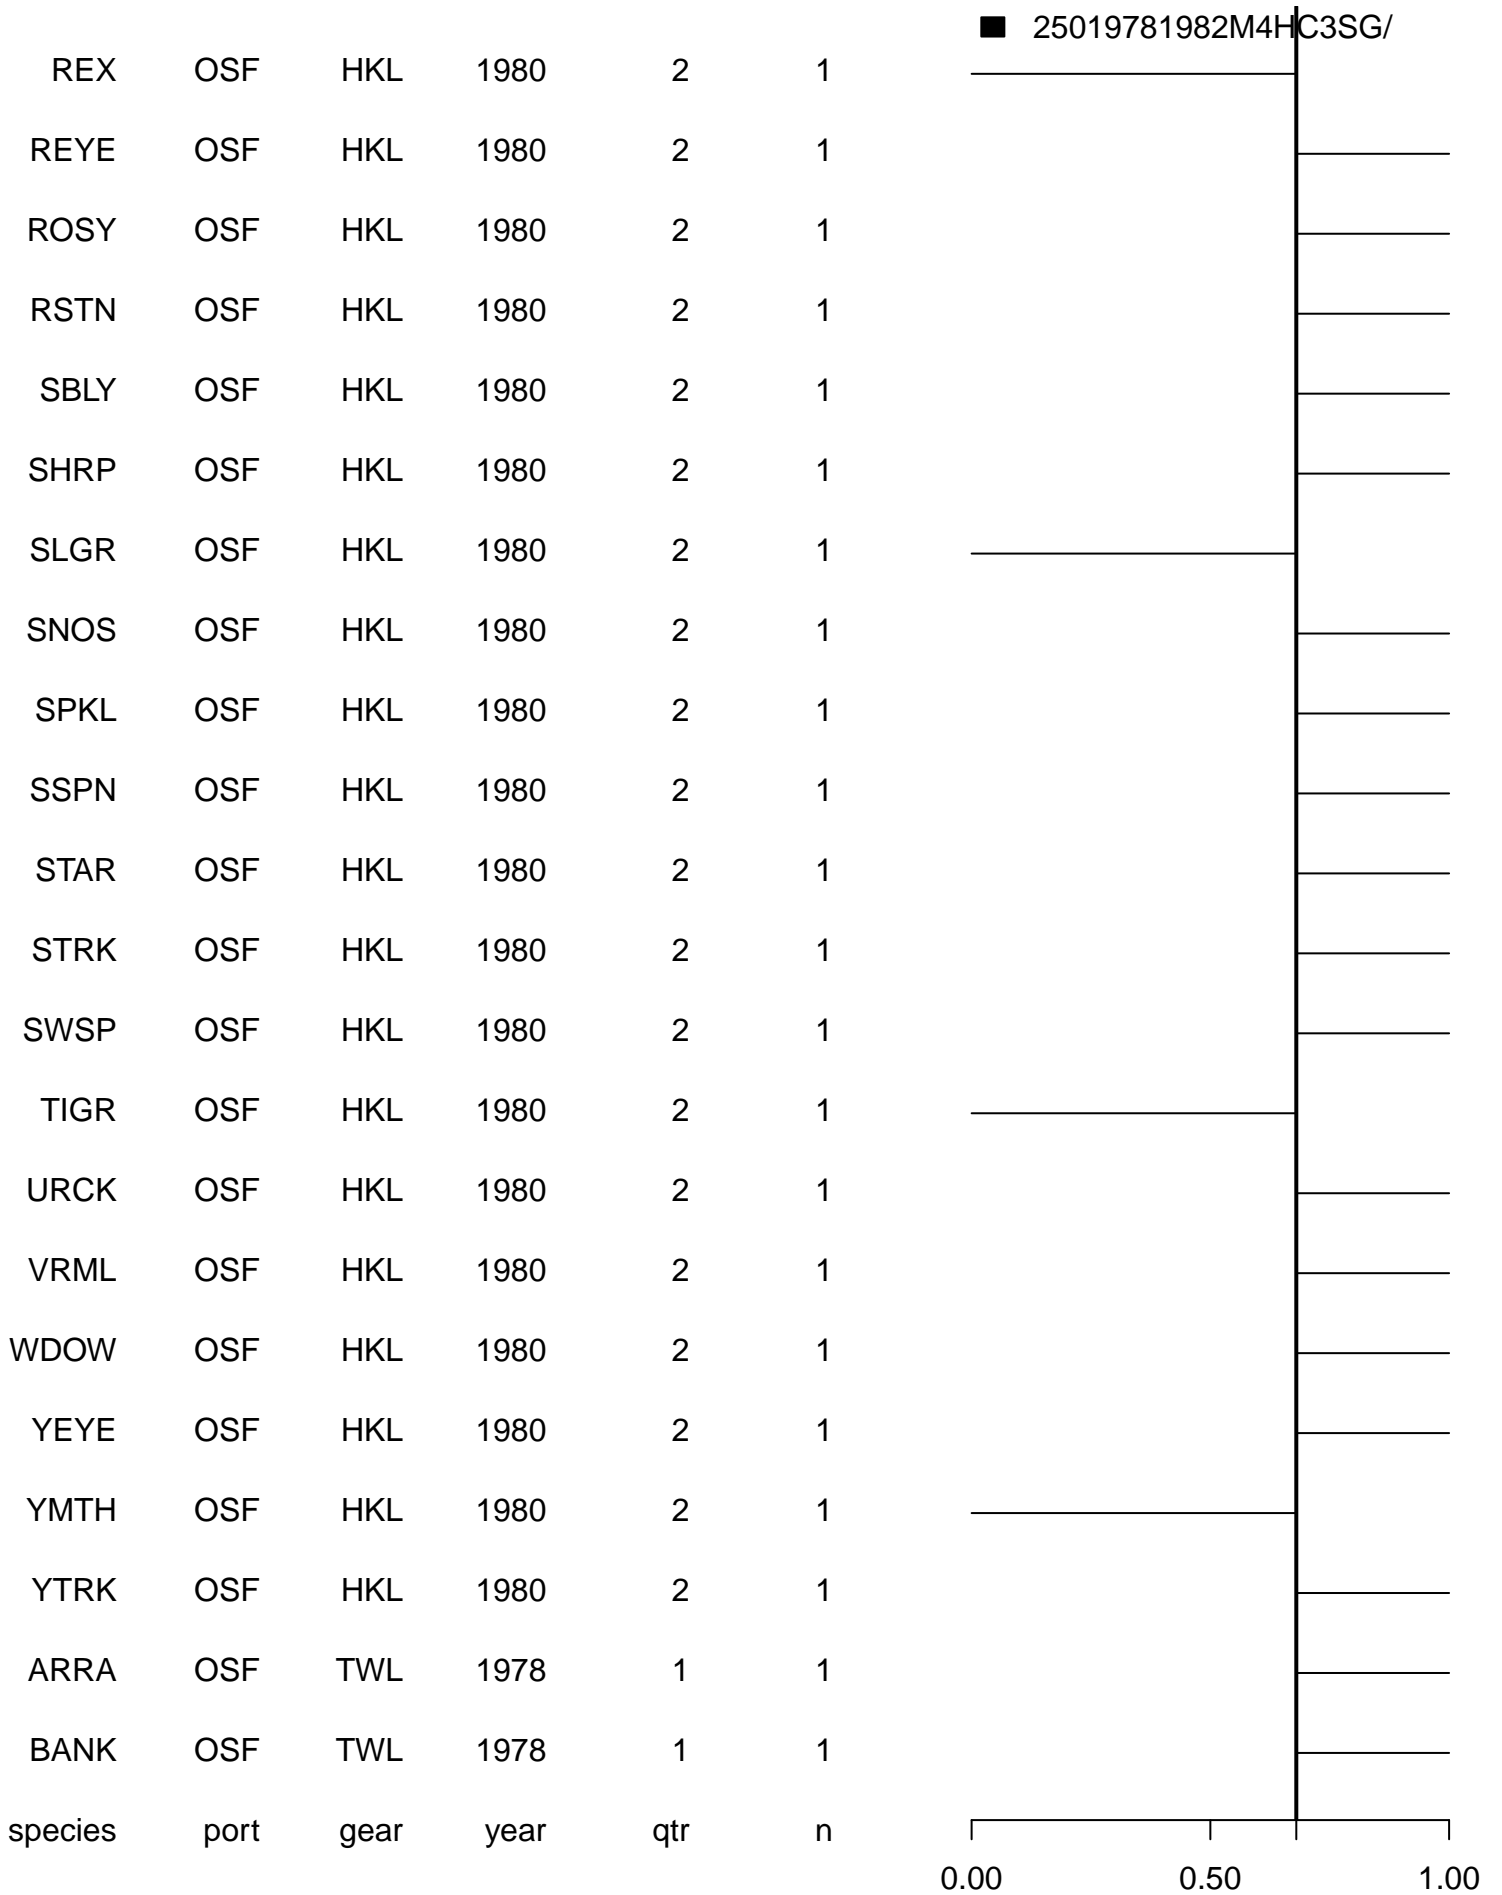 25019781982M4HC3SG/
REX OSF HKL 1980 2 1
REYE OSF HKL 1980 2 1
ROSY OSF HKL 1980 2 1
RSTN OSF HKL 1980 2 1
SBLY OSF HKL 1980 2 1
SHRP OSF HKL 1980 2 1
SLGR OSF HKL 1980 2 1
SNOS OSF HKL 1980 2 1
SPKL OSF HKL 1980 2 1
SSPN OSF HKL 1980 2 1
STAR OSF HKL 1980 2 1
STRK OSF HKL 1980 2 1
SWSP OSF HKL 1980 2 1
TIGR OSF HKL 1980 2 1
URCK OSF HKL 1980 2 1
VRML OSF HKL 1980 2 1
WDOW OSF HKL 1980 2 1
YEYE OSF HKL 1980 2 1
YMTH OSF HKL 1980 2 1
YTRK OSF HKL 1980 2 1
ARRA OSF TWL 1978 1 1
BANK OSF TWL 1978 1 1
species port gear year qtr n
0.00 0.50 1.00